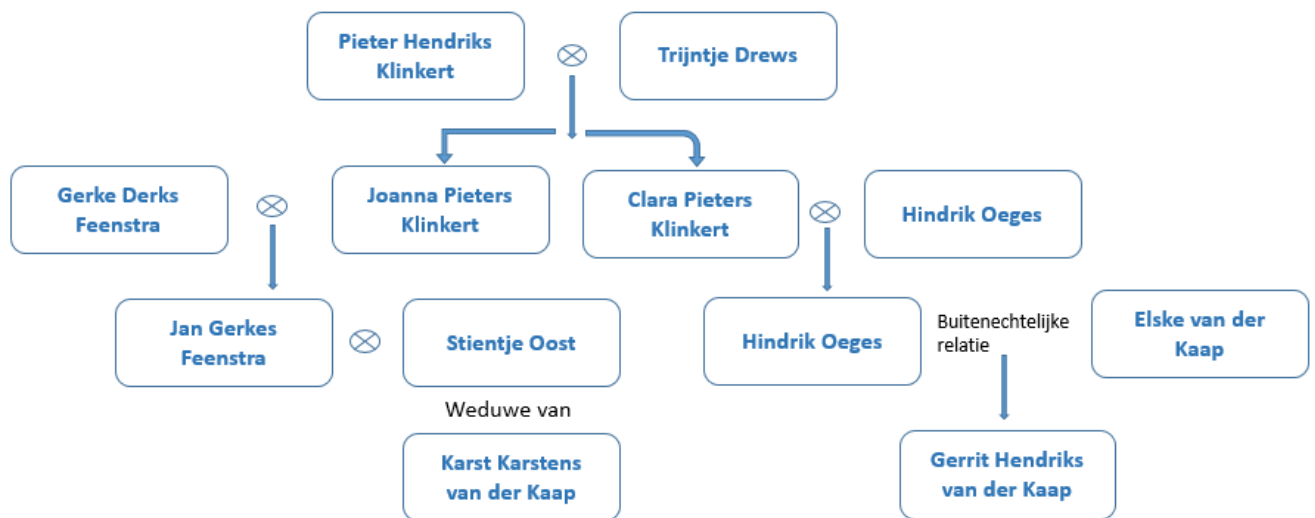 Pieter Hendriks
Klinkert
Trijntje Drews
Gerke Derks
Feenstra
Joanna Pieters
Klinkert
Clara Pieters
Klinkert
Hindrik Oeges
Jan Gerkes
Feenstra
Stientje Oost
Hindrik Oeges
Buitenechtelijke
relatie
Elske van der
Kaap
Weduwe van
Karst Karstens
van der Kaap
Gerrit Hendriks
van der Kaap